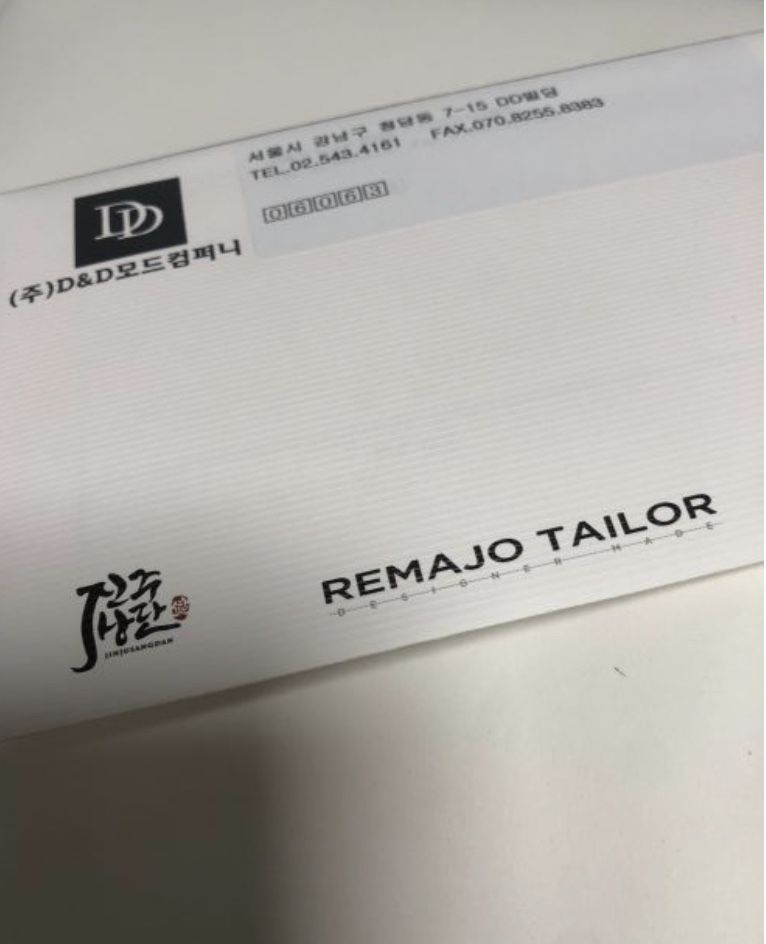 서울시 강남구 청담동 7-15 DD빌딩
TEL.02.543.4161 FAX.070.8255.8383
06063
DD
(주)D&D모드컴퍼니
진주
상단
JINJUSANGDAN
REMAJO TAILOR
DESIGNER MADE